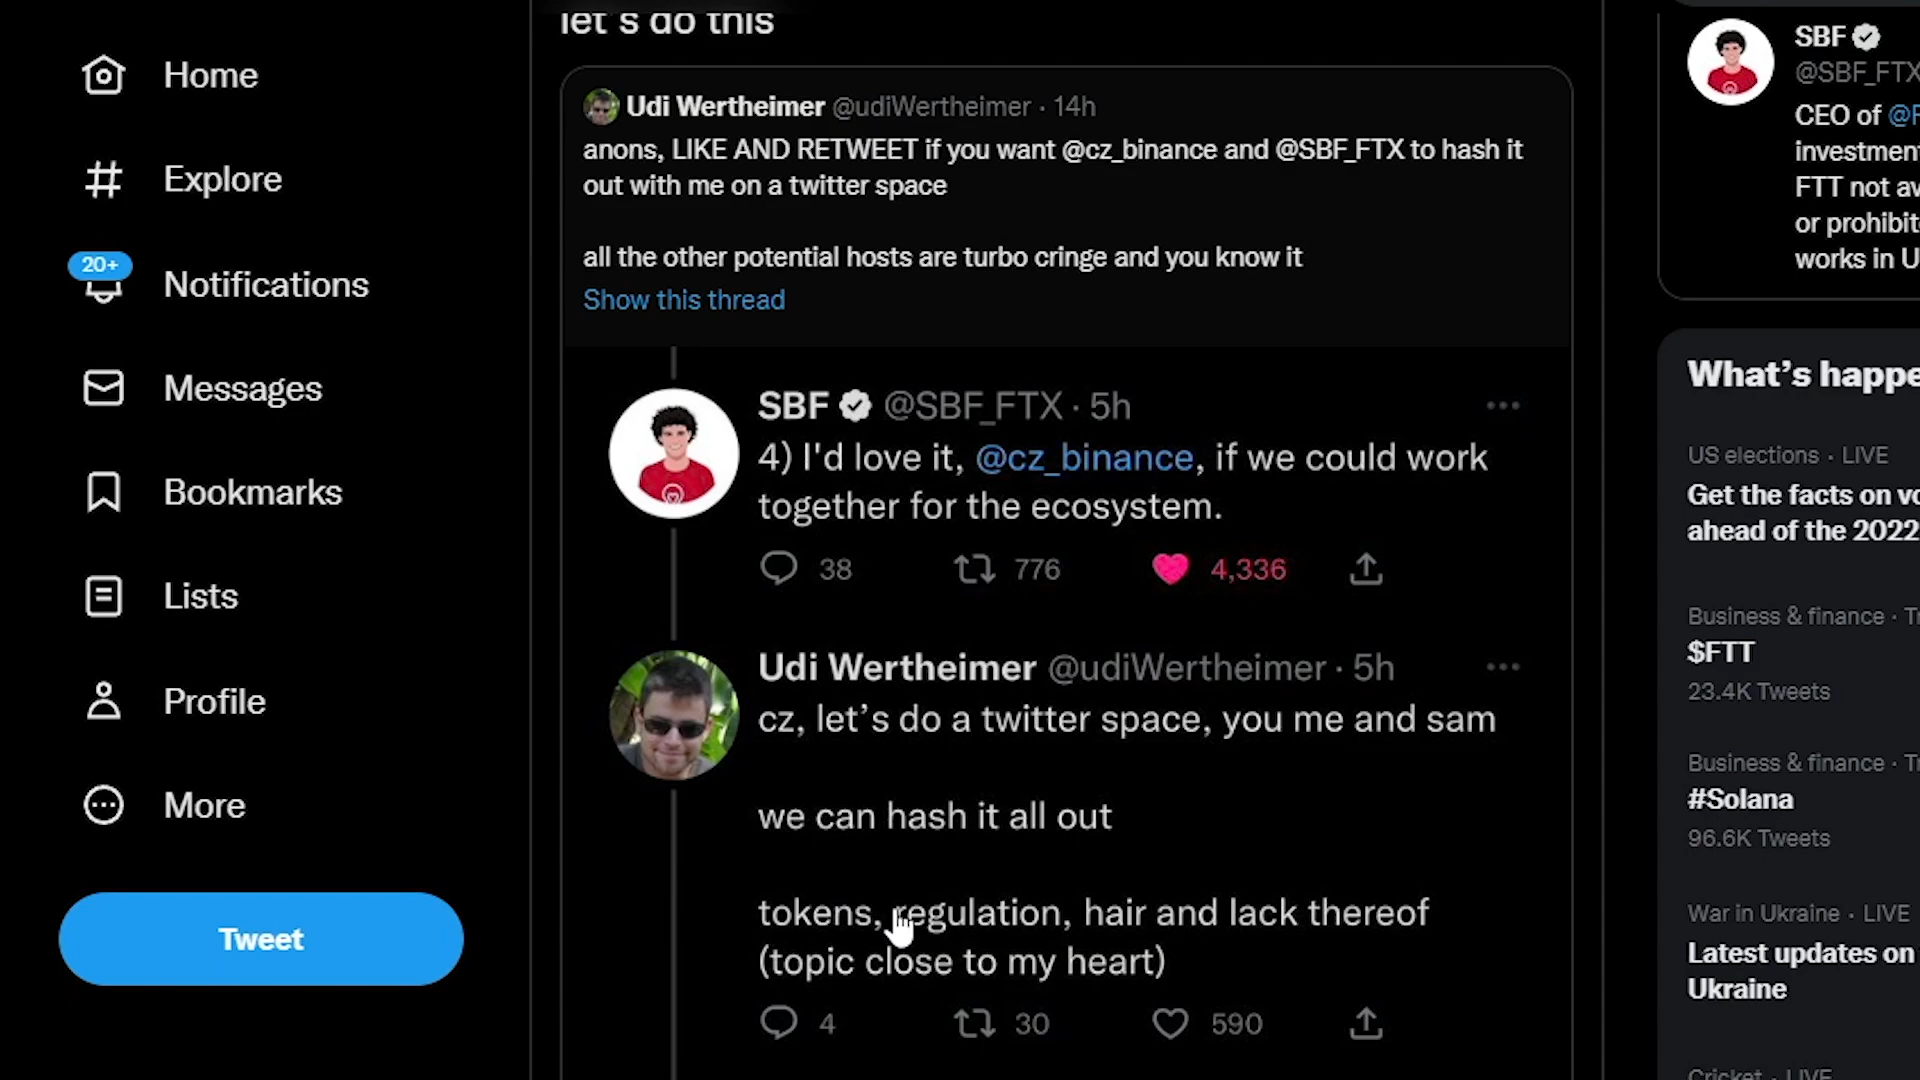 Home
Explore
20+
Notifications
Messages
Bookmarks
Lists
Profile
More
Tweet
let's do this
Udi Wertheimer @udiWertheimer · 14h
anons, LIKE AND RETWEET if you want @cz_binance and @SBF_FTX to hash it
out with me on a twitter space
all the other potential hosts are turbo cringe and you know it
Show this thread
SBF @SBF_FTX · 5h
4) I'd love it, @cz_binance, if we could work
together for the ecosystem.
38 776 4,336
Udi Wertheimer @udiWertheimer · 5h
cz, let's do a twitter space, you me and sam
we can hash it all out
tokens, regulation, hair and lack thereof
(topic close to my heart)
4 30 590
SBF
@SBF_FTX
CEO of @F
investment
FTT not av
or prohibit
works in U
What's happe
US elections · LIVE
Get the facts on vo
ahead of the 2022
Business & finance · Tr
$FTT
23.4K Tweets
Business & finance · Tr
#Solana
96.6K Tweets
War in Ukraine · LIVE
Latest updates on
Ukraine
Cricket · LIVE